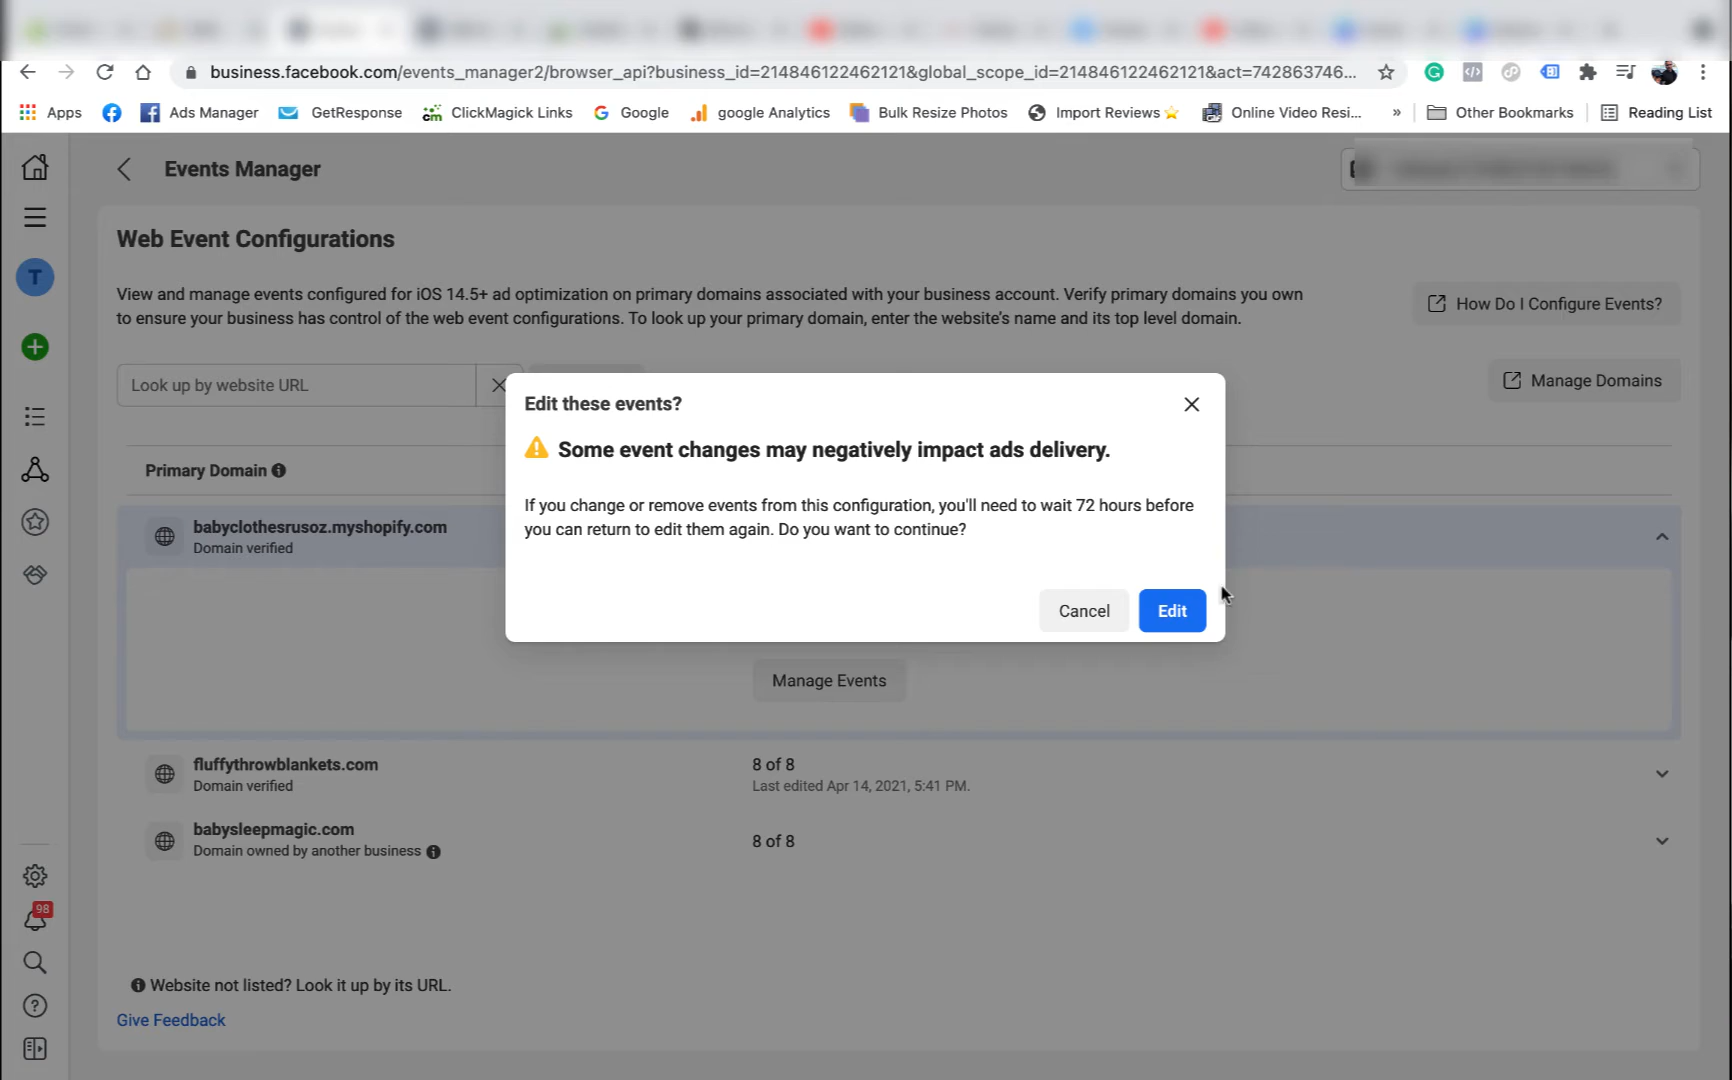 business.facebook.com/events_manager2/browser_api?business_id=214846122462121&global_scope_id=214846122462121&act=742863746...
Apps
Ads Manager
GetResponse
ClickMagick Links
Google
google Analytics
Bulk Resize Photos
Import Reviews
Online Video Resi...
»
Other Bookmarks
Reading List
Events Manager
Web Event Configurations
View and manage events configured for iOS 14.5+ ad optimization on primary domains associated with your business account. Verify primary domains you own
to ensure your business has control of the web event configurations. To look up your primary domain, enter the website's name and its top level domain.
How Do I Configure Events?
T
Look up by website URL
Manage Domains
Edit these events?
Some event changes may negatively impact ads delivery.
If you change or remove events from this configuration, you'll need to wait 72 hours before
you can return to edit them again. Do you want to continue?
Cancel
Edit
Primary Domain
babyclothesrusoz.myshopify.com
Domain verified
Manage Events
fluffythrowblankets.com
Domain verified
8 of 8
Last edited Apr 14, 2021, 5:41 PM.
babysleepmagic.com
Domain owned by another business
8 of 8
98
Website not listed? Look it up by its URL.
Give Feedback